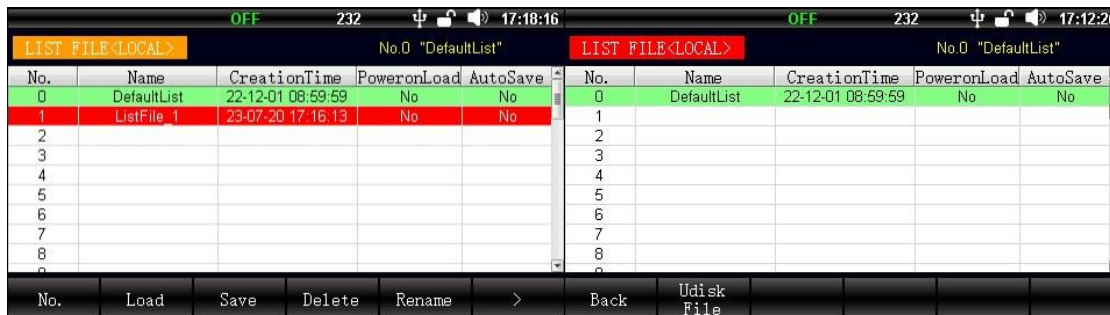 OFF 232 17:18:16
LIST FILE<LOCAL> No.0 "DefaultList"
No. Name CreationTime PoweronLoad AutoSave
0 DefaultList 22-12-01 08:59:59 No No
1 ListFile_1 23-07-20 17:16:13 No No
2
3
4
5
6
7
8
No. Load Save Delete Rename >
OFF 232 17:12:2
LIST FILE<LOCAL> No.0 "DefaultList"
No. Name CreationTime PoweronLoad AutoSave
0 DefaultList 22-12-01 08:59:59 No No
1
2
3
4
5
6
7
8
Back Udisk
File